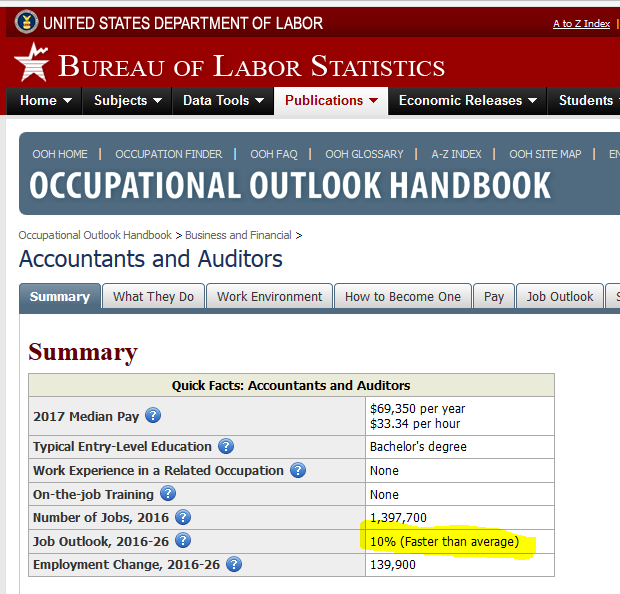 UNITED STATES DEPARTMENT OF LABOR
A to Z Index |
BUREAU OF LABOR STATISTICS
Home Subjects Data Tools Publications Economic Releases Students
OOH HOME | OCCUPATION FINDER | OOH FAQ | OOH GLOSSARY | A-Z INDEX | OOH SITE MAP | EN
OCCUPATIONAL OUTLOOK HANDBOOK
Occupational Outlook Handbook > Business and Financial >
Accountants and Auditors
Summary What They Do Work Environment How to Become One Pay Job Outlook S
Summary
Quick Facts: Accountants and Auditors
2017 Median Pay ? $69,350 per year
$33.34 per hour
Typical Entry-Level Education ? Bachelor's degree
Work Experience in a Related Occupation ? None
On-the-job Training ? None
Number of Jobs, 2016 ? 1,397,700
Job Outlook, 2016-26 ? 10% (Faster than average)
Employment Change, 2016-26 ? 139,900